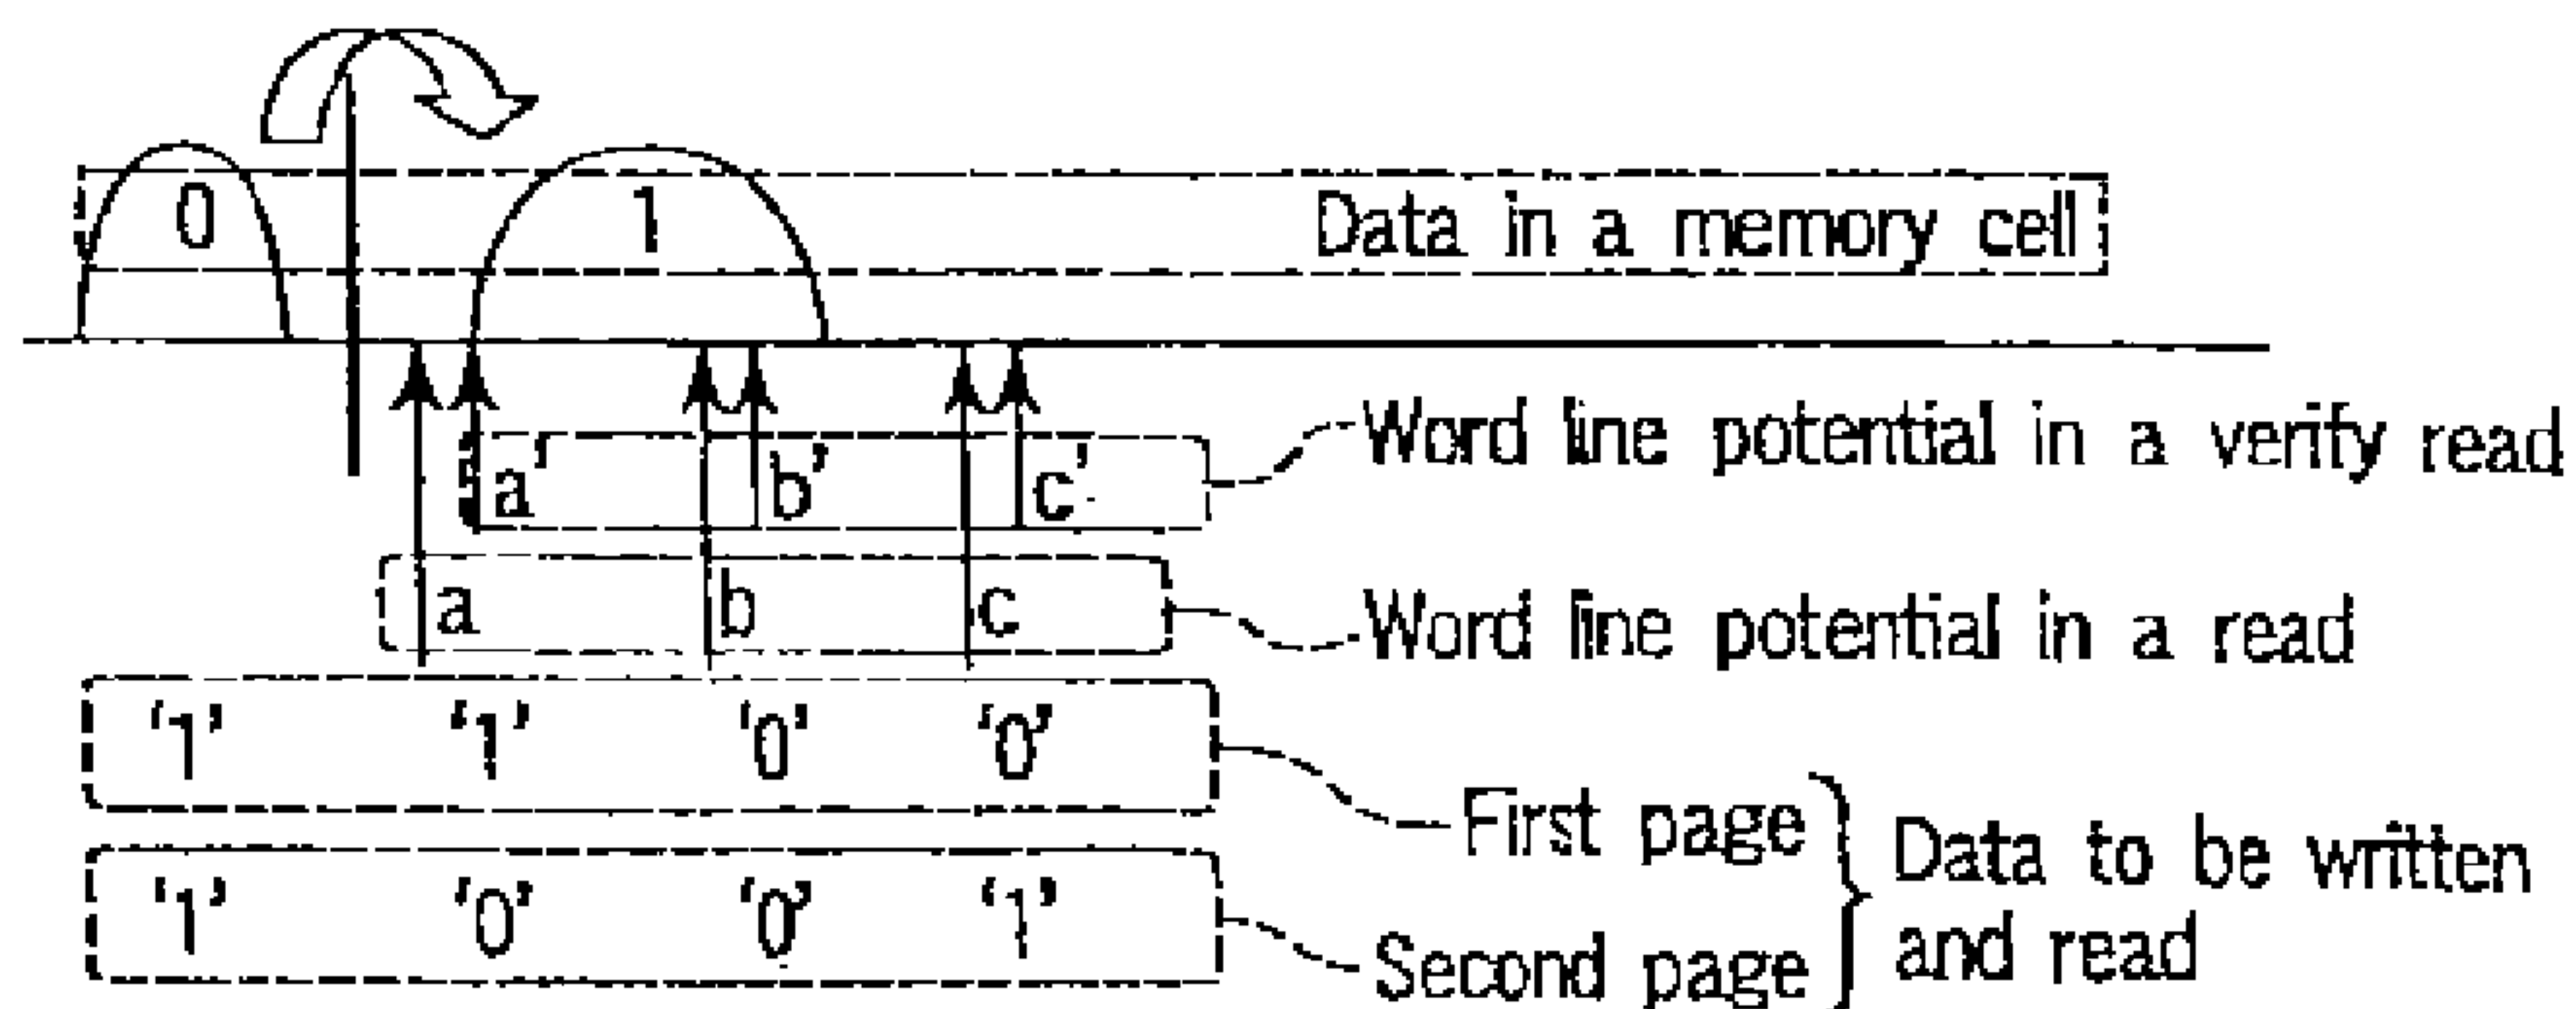 0 1 Data in a memory cell
a' b' c' Word line potential in a verify read
a b c Word line potential in a read
'1' '1' '0' '0' First page
'1' '0' '0' '1' Second page
Data to be written
and read